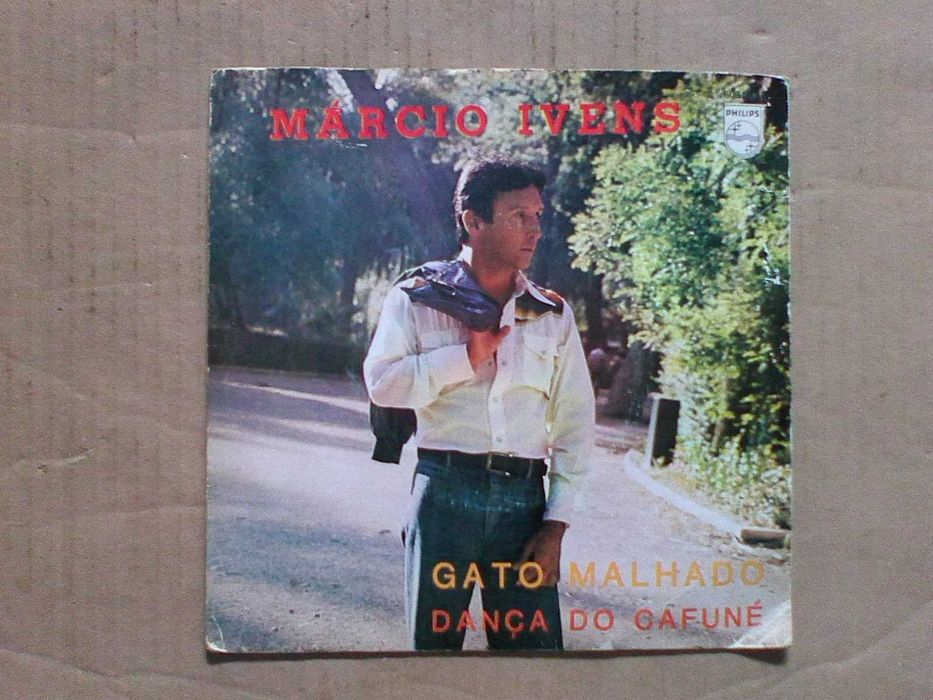 MÁRCIO IVENS
PHILIPS
GATO MALHADO
DANÇA DO CAFUNÉ